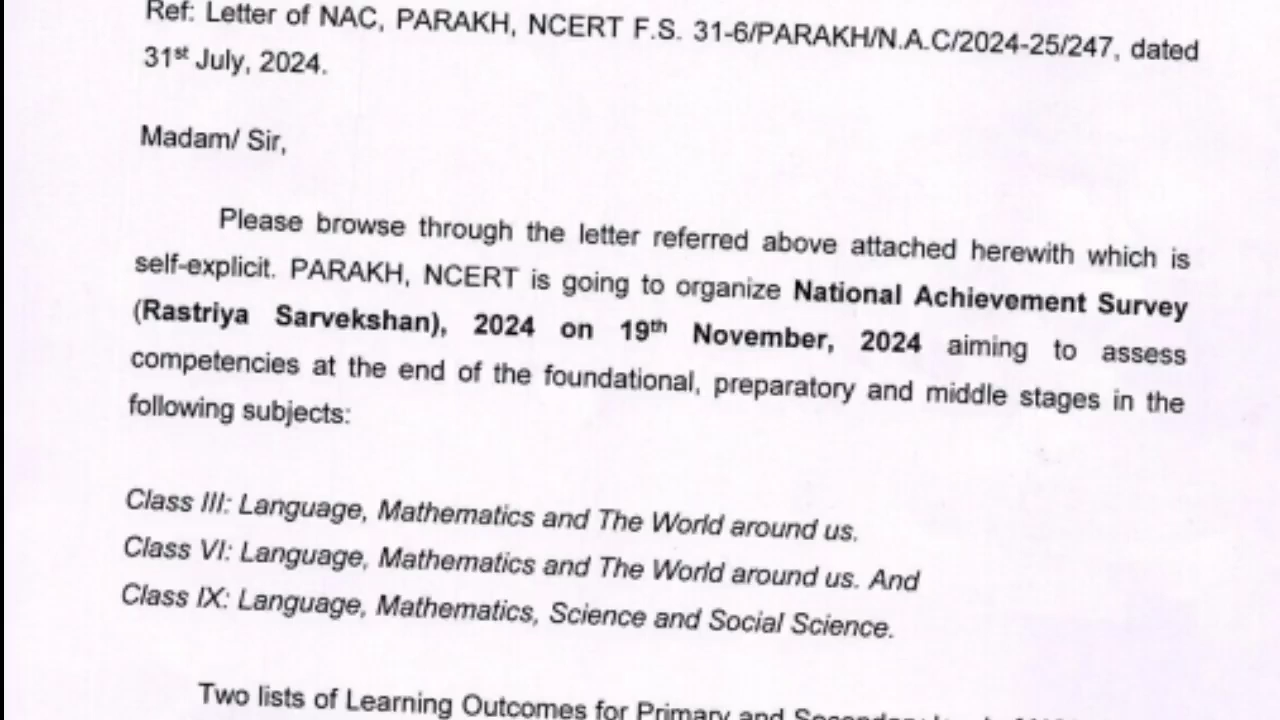 Ref: Letter of NAC, PARAKH, NCERT F.S. 31-6/PARAKH/N.A.C/2024-25/247, dated
31st July, 2024.
Madam/ Sir,
Please browse through the letter referred above attached herewith which is
self-explicit. PARAKH, NCERT is going to organize National Achievement Survey
(Rastriya Sarvekshan), 2024 on 19th November, 2024 aiming to assess
competencies at the end of the foundational, preparatory and middle stages in the
following subjects:
Class III: Language, Mathematics and The World around us.
Class VI: Language, Mathematics and The World around us. And
Class IX: Language, Mathematics, Science and Social Science.
Two lists of Learning Outcomes for Primary and Secondary